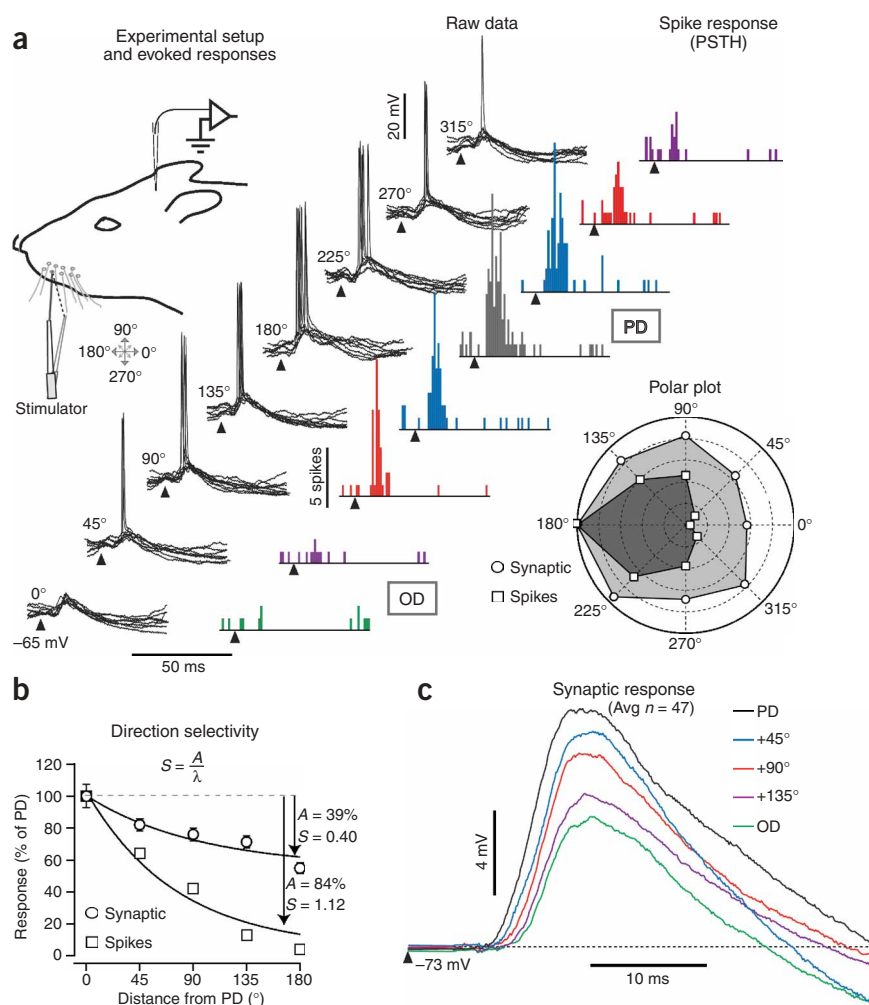 a
Experimental setup
and evoked responses
Raw data
Spike response
(PSTH)
20 mV
315°
270°
225°
180°
135°
90°
45°
0°
–65 mV
50 ms
90°
180°
0°
270°
Stimulator
5 spikes
PD
OD
Polar plot
90°
135°
45°
180°
0°
225°
315°
270°
Synaptic
Spikes
b
Direction selectivity
S = A / λ
Response (% of PD)
120
100
80
60
40
20
0
A = 39%
S = 0.40
A = 84%
S = 1.12
Synaptic
Spikes
0 45 90 135 180
Distance from PD (°)
c
Synaptic response
(Avg n = 47)
PD
+45°
+90°
+135°
OD
4 mV
–73 mV
10 ms